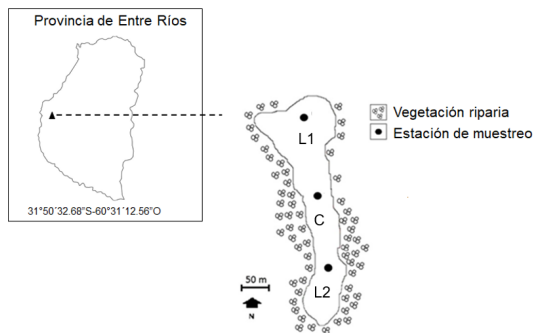 Provincia de Entre Ríos
31°50´32.68”S-60°31´12.56”O
Vegetación riparia
Estación de muestreo
L1
C
L2
50 m
N